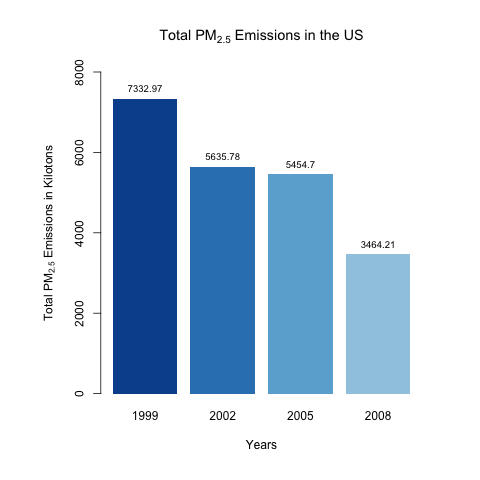 Total PM2.5 Emissions in the US
Total PM2.5 Emissions in Kilotons
8000
6000
4000
2000
0
7332.97
5635.78
5454.7
3464.21
1999 2002 2005 2008
Years